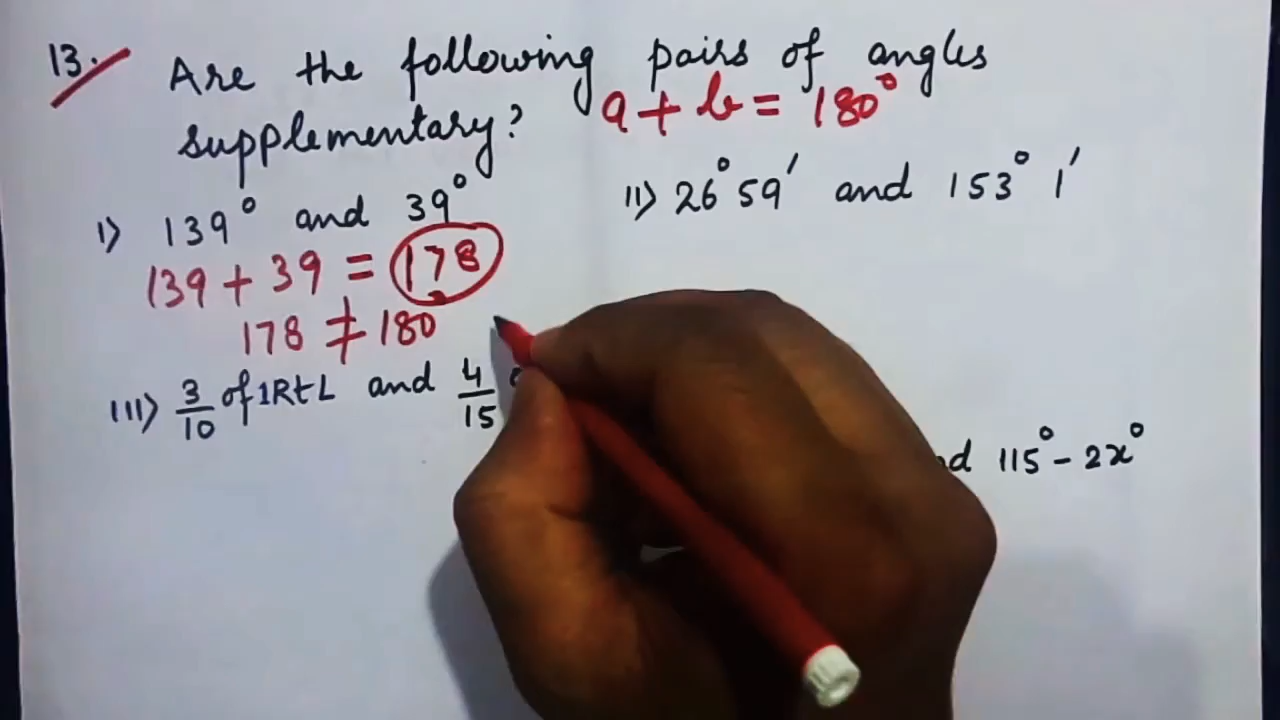 13. Are the following pairs of angles
supplementary? a + b = 180°
i) 139° and 39°
139 + 39 = 178
178 ≠ 180
ii) 26° 59′ and 153° 1′
iii) 3/10 of 1Rt L and 4/15
115° - 2x°